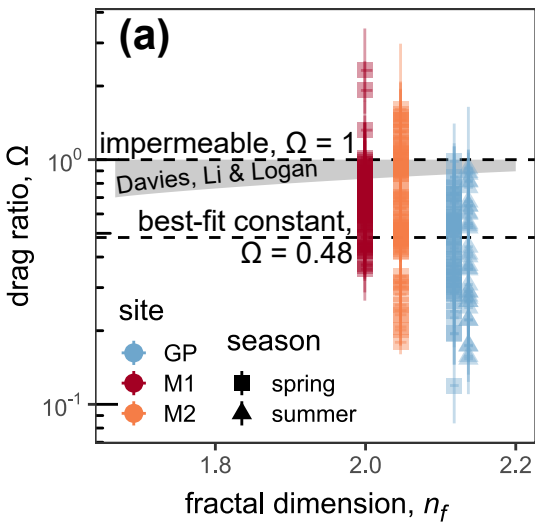 (a)
drag ratio, Ω
10⁰
10⁻¹
impermeable, Ω = 1
Davies, Li & Logan
best-fit constant,
Ω = 0.48
site
GP
M1
M2
season
spring
summer
1.8
2.0
2.2
fractal dimension, n_f